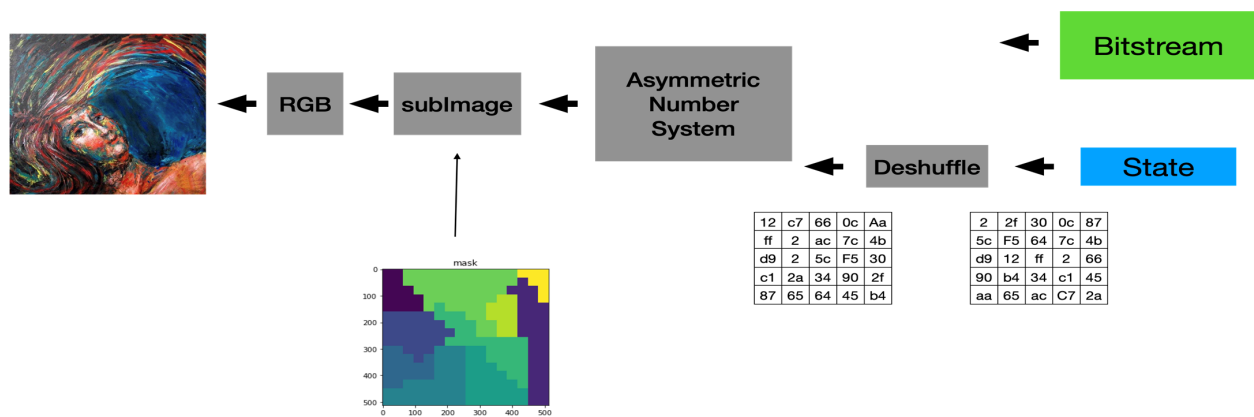 Bitstream
Asymmetric
Number
System
RGB
subImage
Deshuffle
State
12 c7 66 0c Aa
ff 2 ac 7c 4b
d9 2 5c F5 30
c1 2a 34 90 2f
87 65 64 45 b4
2 2f 30 0c 87
5c F5 64 7c 4b
d9 12 ff 2 66
90 b4 34 c1 45
aa 65 ac C7 2a
mask
0
100
200
300
400
500
0 100 200 300 400 500